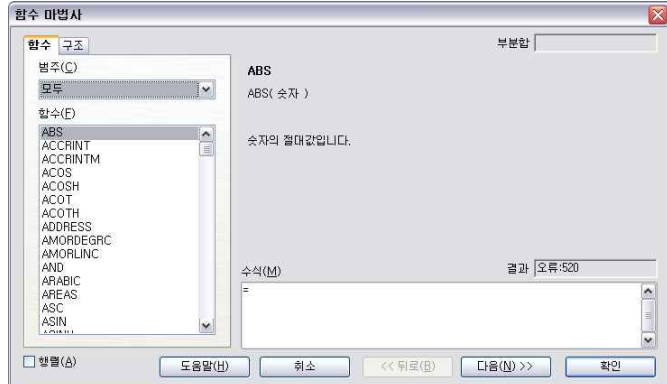 함수 마법사
함수 구조
부분합
범주(C)
모두
함수(F)
ABS
ACCRINT
ACCRINTM
ACOS
ACOSH
ACOT
ACOTH
ADDRESS
AMORDEGRC
AMORLINC
AND
ARABIC
AREAS
ASC
ASIN
ABS
ABS( 숫자 )
숫자의 절대값입니다.
수식(M)
결과 오류:520
=
행렬(A)
도움말(H) 취소 << 뒤로(B) 다음(N) >> 확인